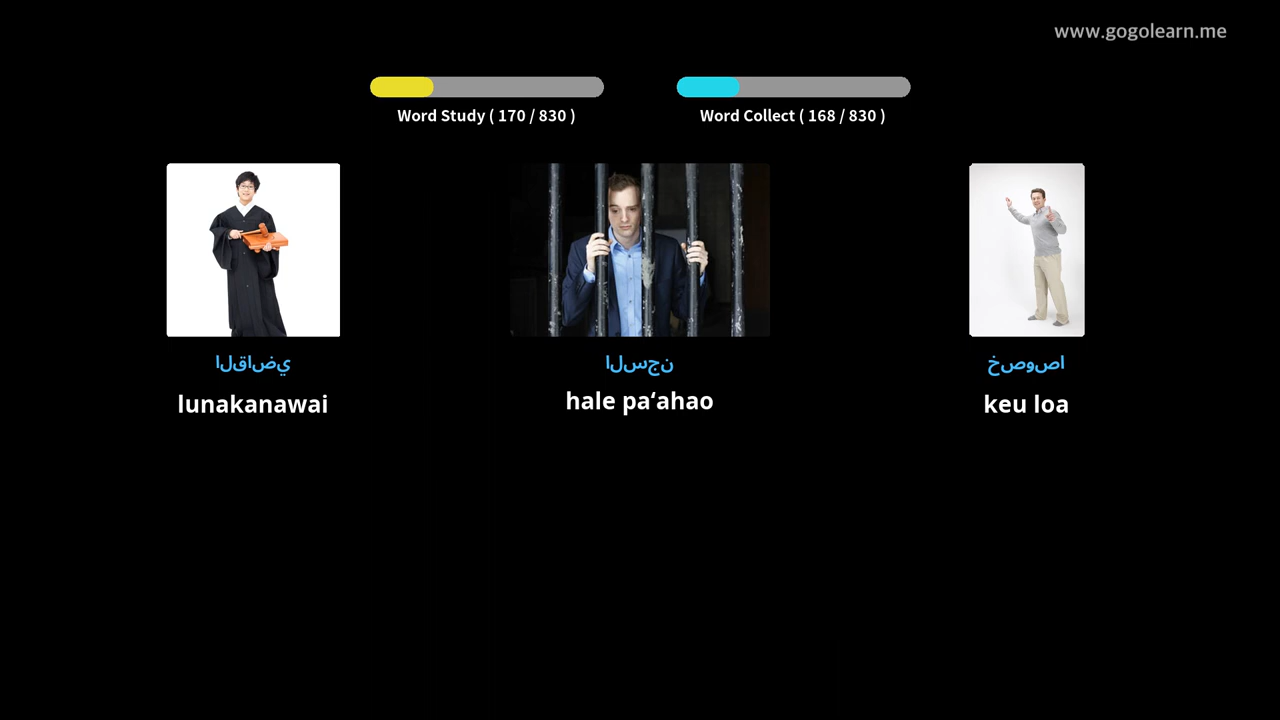 www.gogolearn.me
Word Study ( 170 / 830 )
Word Collect ( 168 / 830 )
القاضي
السجن
خصوصا
lunakanawai
hale paʻahao
keu loa